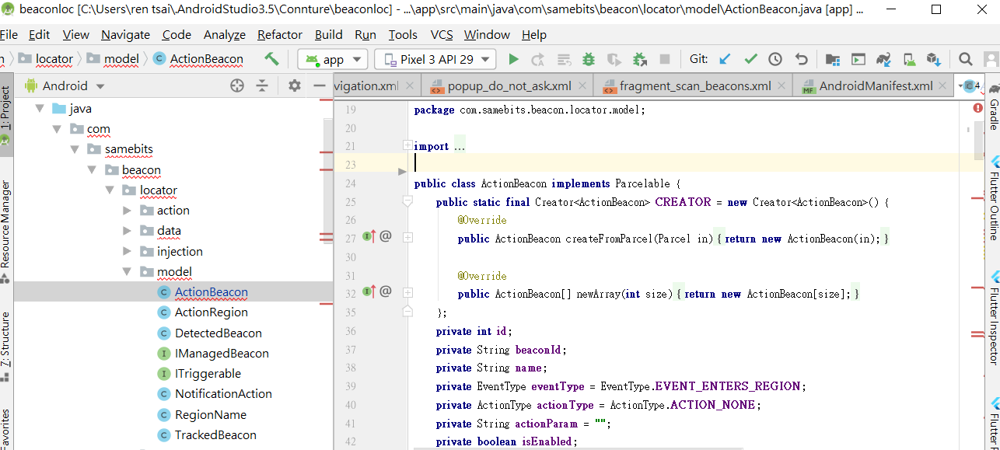 beaconloc [C:\Users\ren tsai\.AndroidStudio3.5\Connture\beaconloc] - ...\app\src\main\java\com\samebits\beacon\locator\model\ActionBeacon.java [app] ...
File Edit View Navigate Code Analyze Refactor Build Run Tools VCS Window Help
n locator model C ActionBeacon app Pixel 3 API 29 Git:
Android vigation.xml popup_do_not_ask.xml fragment_scan_beacons.xml MF AndroidManifest.xml 4
1: Project
Resource Manager
7: Structure
Favorites
java
com
samebits
beacon
locator
action
data
injection
model
C ActionBeacon
C ActionRegion
C DetectedBeacon
I IManagedBeacon
I ITriggerable
C NotificationAction
C RegionName
C TrackedBeacon
19 package com.samebits.beacon.locator.model;
20
21 import ...
23
24 public class ActionBeacon implements Parcelable {
25 public static final Creator<ActionBeacon> CREATOR = new Creator<ActionBeacon>() {
26 @Override
27 public ActionBeacon createFromParcel(Parcel in) { return new ActionBeacon(in); }
30
31 @Override
32 public ActionBeacon[] newArray(int size) { return new ActionBeacon[size]; }
35 };
36 private int id;
37 private String beaconId;
38 private String name;
39 private EventType eventType = EventType.EVENT_ENTERS_REGION;
40 private ActionType actionType = ActionType.ACTION_NONE;
41 private String actionParam = "";
42 private boolean isEnabled;
Gradle
Flutter Outline
Flutter Inspector